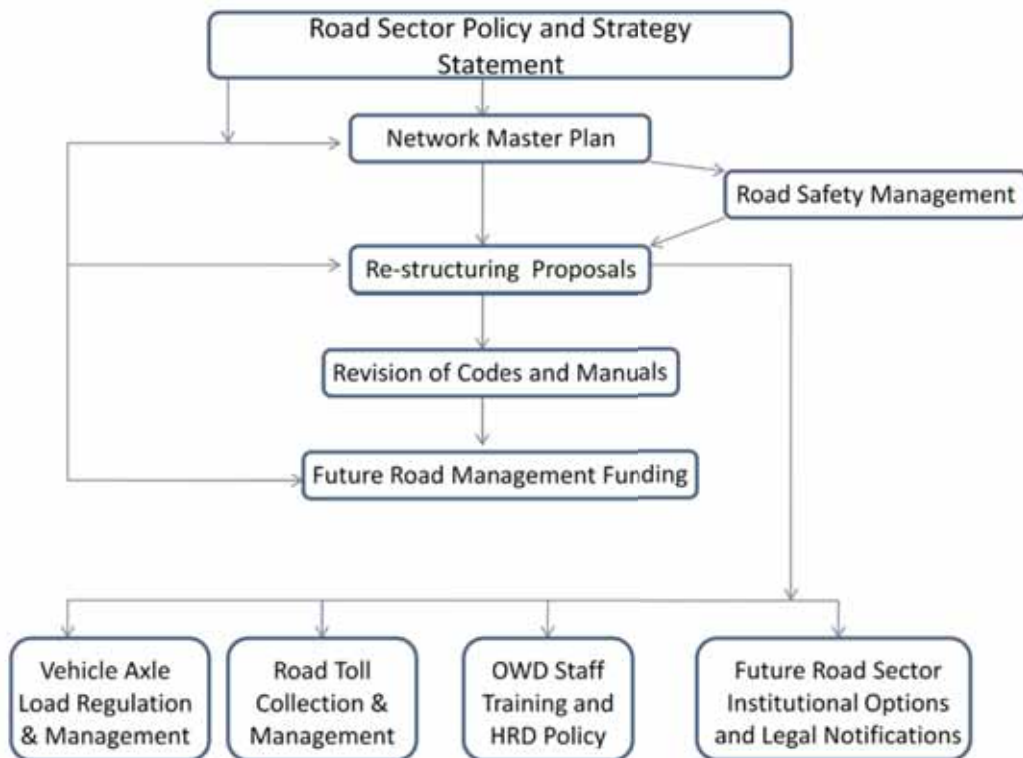 Road Sector Policy and Strategy
Statement
Network Master Plan
Road Safety Management
Re-structuring Proposals
Revision of Codes and Manuals
Future Road Management Funding
Vehicle Axle
Load Regulation
& Management
Road Toll
Collection &
Management
OWD Staff
Training and
HRD Policy
Future Road Sector
Institutional Options
and Legal Notifications